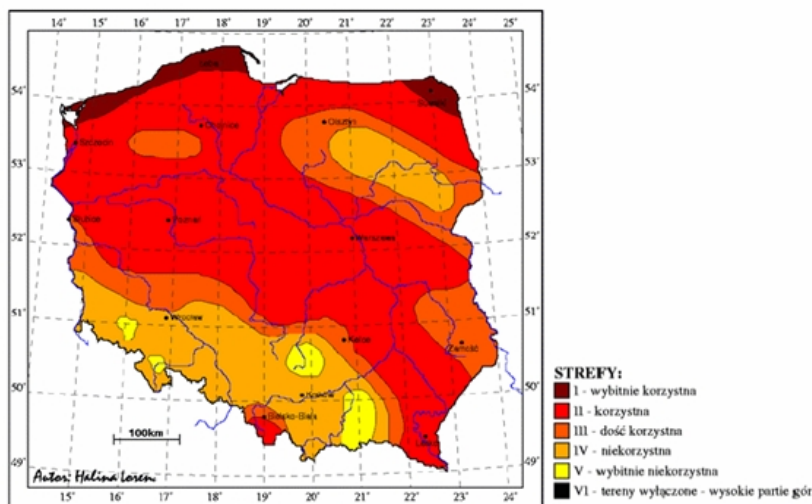 14° 15° 16° 17° 18° 19° 20° 21° 22° 23° 24° 25°
54° 54°
Olsztyn
Szczecin
53° 53°
Poznań
Warszawa
52° 52°
Wrocław
51° 51°
Kielce
Zamość
50° 50°
Kraków
Bielsko-Biała
100km
Lesko
49° 49°
Autor: Halina Lorenc
15° 16° 17° 18° 19° 20° 21° 22° 23° 24°
STREFY:
I - wybitnie korzystna
II - korzystna
III - dość korzystna
IV - niekorzystna
V - wybitnie niekorzystna
VI - tereny wyłączone - wysokie partie gór